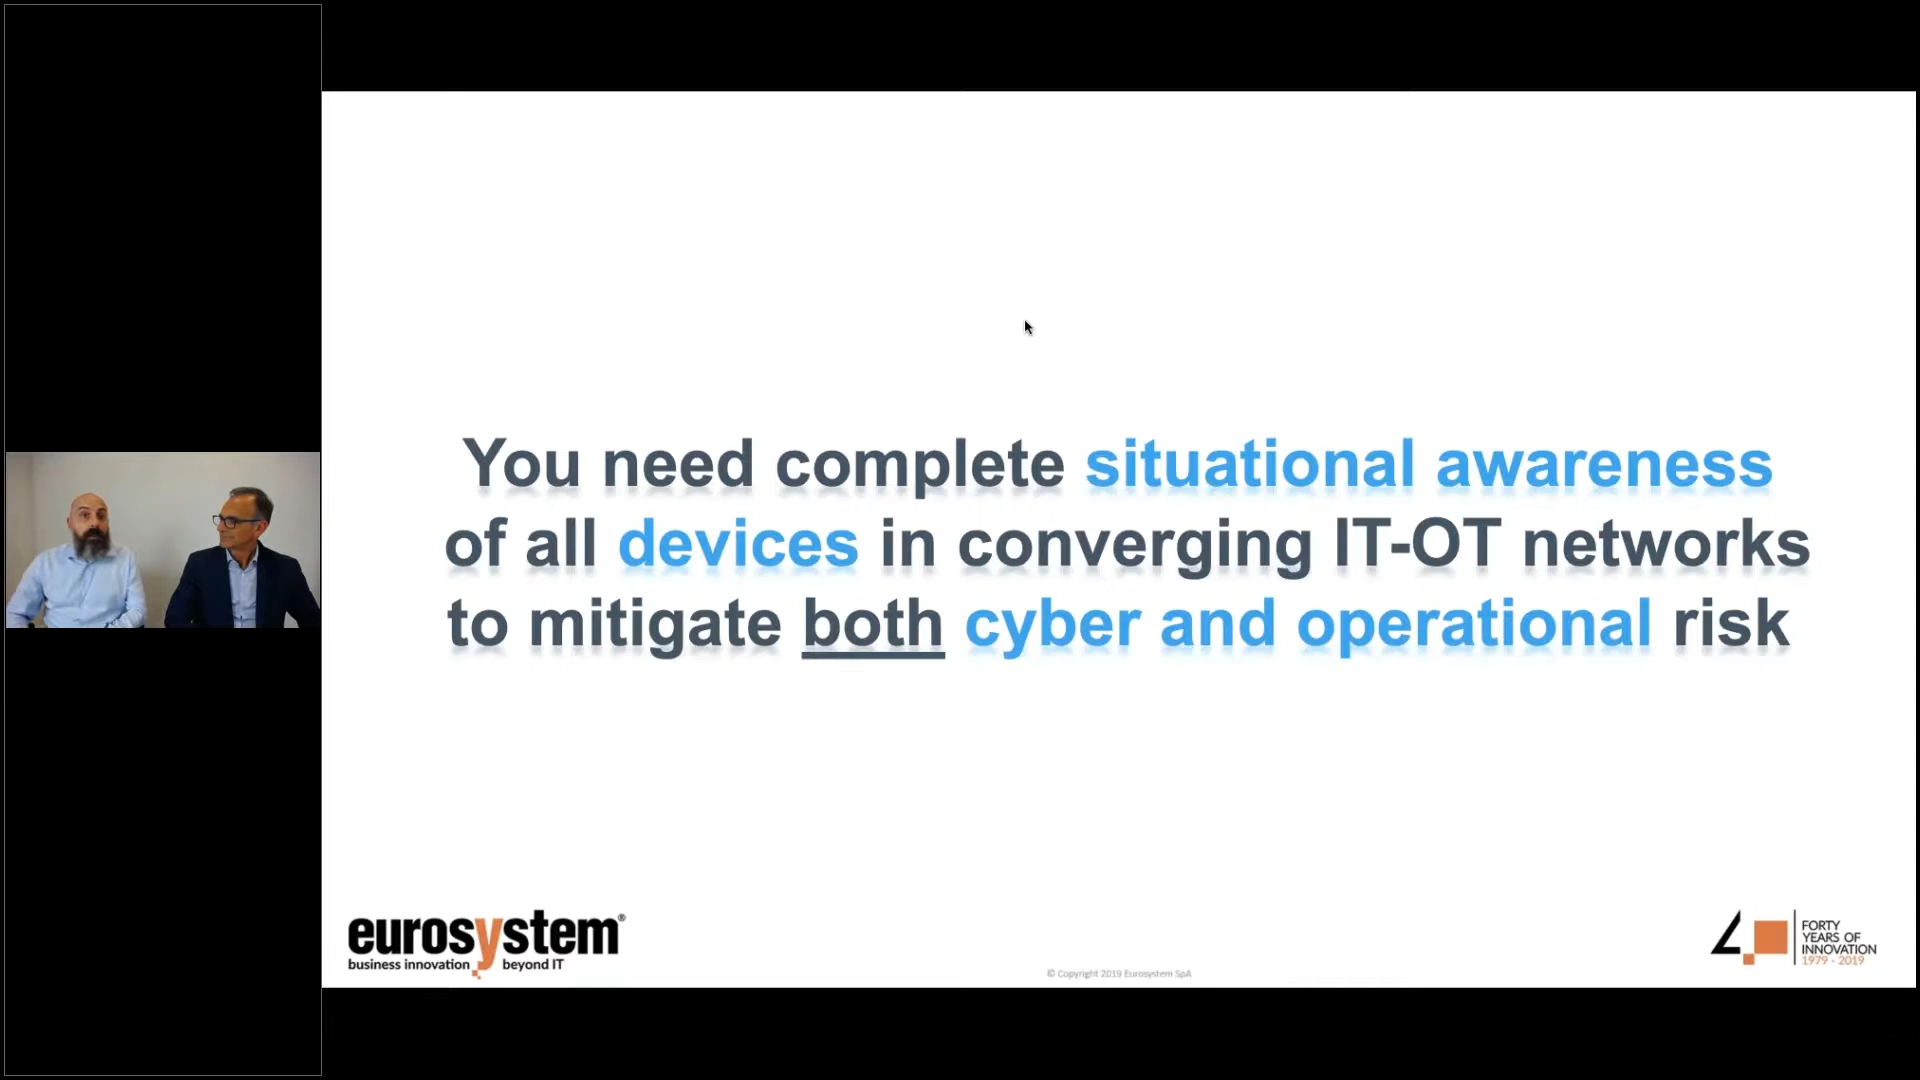 You need complete situational awareness
of all devices in converging IT-OT networks
to mitigate both cyber and operational risk
eurosystem®
business innovation beyond IT
© Copyright 2019 Eurosystem SpA
40
FORTY
YEARS OF
INNOVATION
1979 - 2019